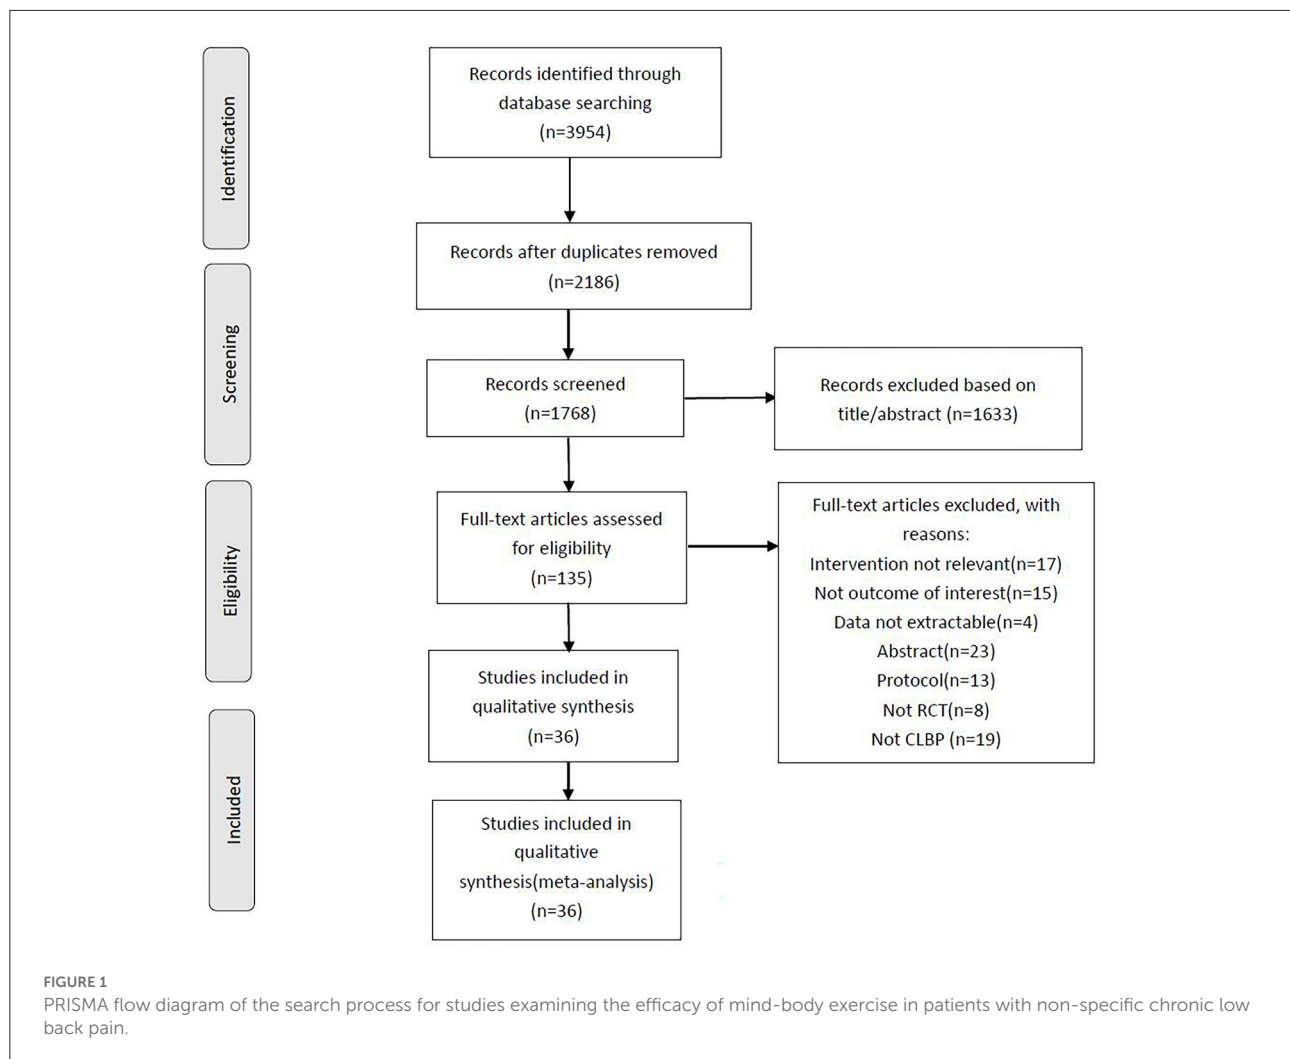 Identification
Records identified through
database searching
(n=3954)
Records after duplicates removed
(n=2186)
Screening
Records screened
(n=1768)
Records excluded based on
title/abstract (n=1633)
Eligibility
Full-text articles assessed
for eligibility
(n=135)
Full-text articles excluded, with
reasons:
Intervention not relevant(n=17)
Not outcome of interest(n=15)
Data not extractable(n=4)
Abstract(n=23)
Protocol(n=13)
Not RCT(n=8)
Not CLBP (n=19)
Studies included in
qualitative synthesis
(n=36)
Included
Studies included in
qualitative
synthesis(meta-analysis)
(n=36)
FIGURE 1
PRISMA flow diagram of the search process for studies examining the efficacy of mind-body exercise in patients with non-specific chronic low
back pain.